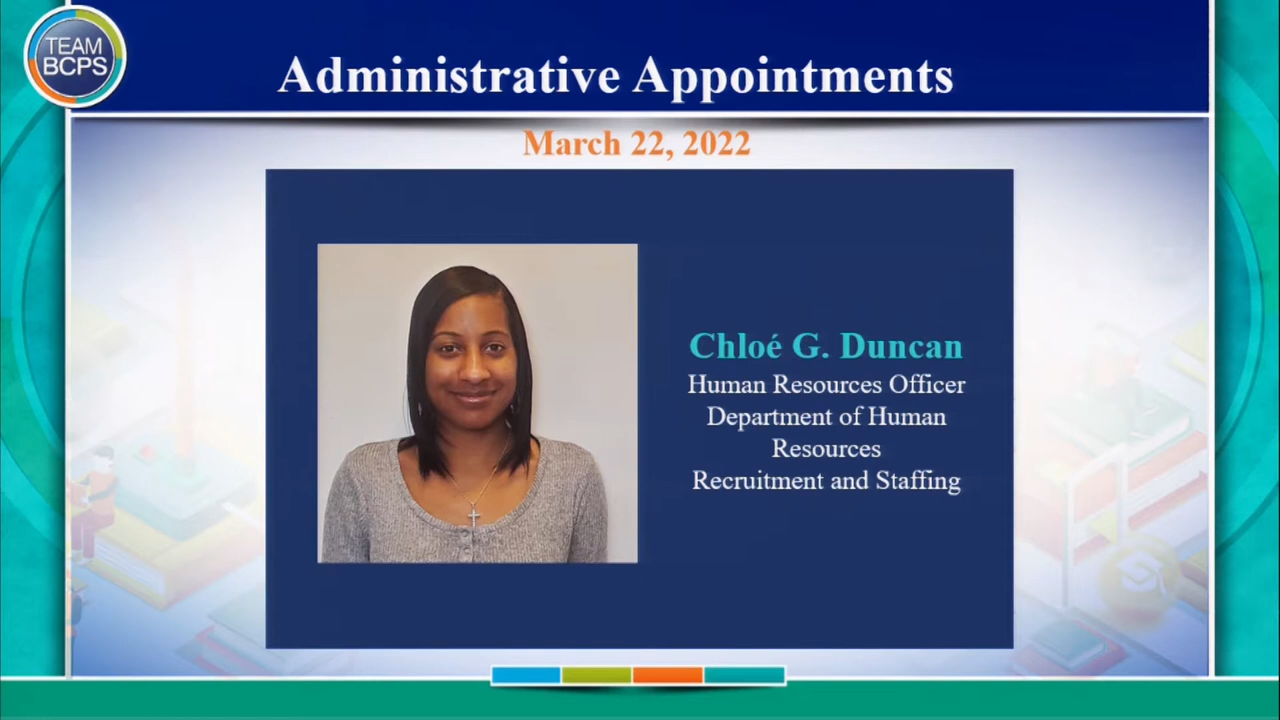 TEAM
BCPS
Administrative Appointments
March 22, 2022
Chloé G. Duncan
Human Resources Officer
Department of Human
Resources
Recruitment and Staffing